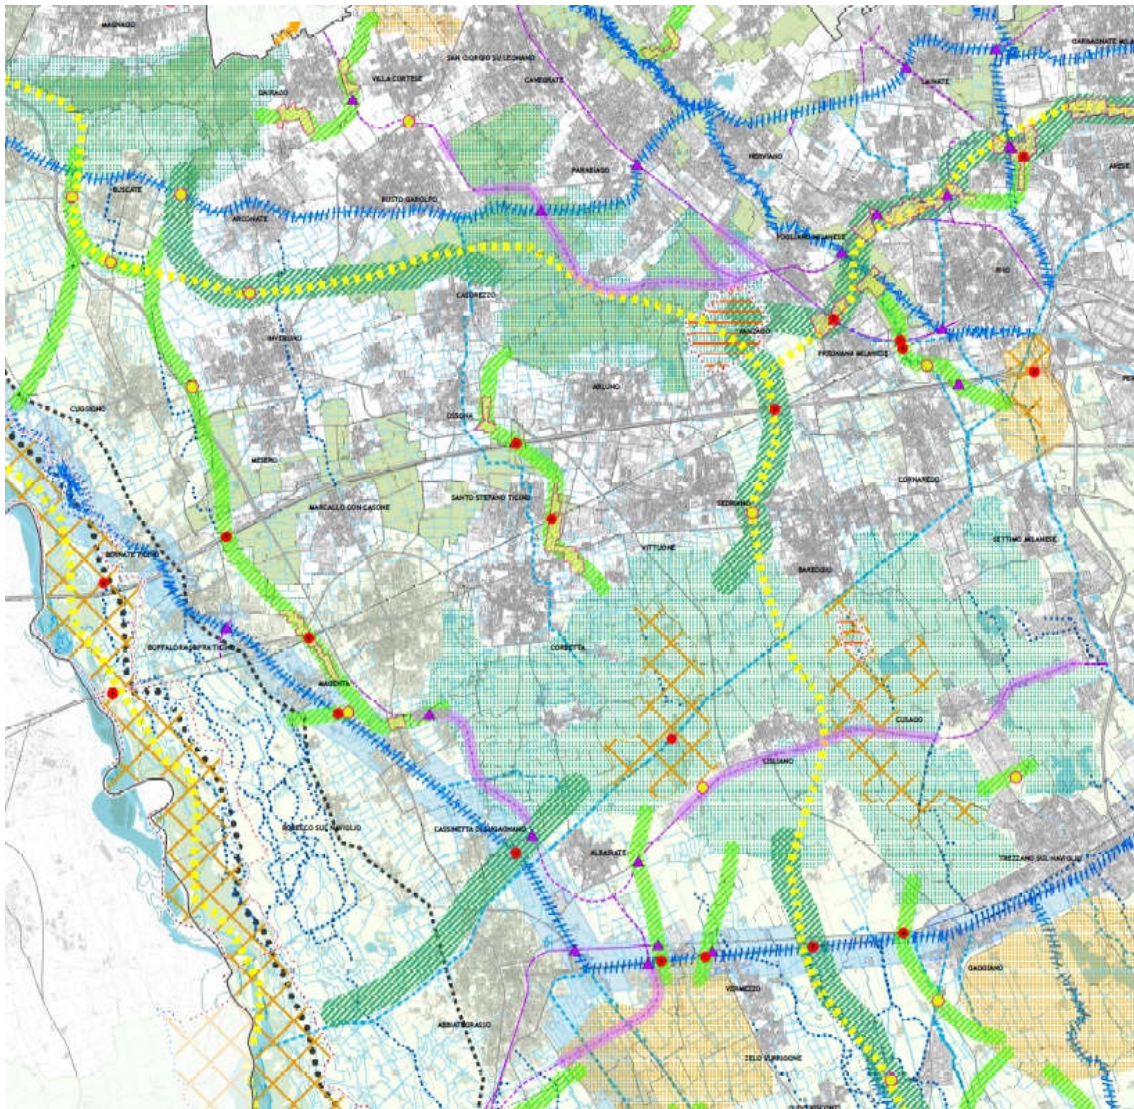 MAGNAGO
SAN GIORGIO SU LEGNANO
VILLA CORTESE
CANEGRATE
DAIRAGO
LAINATE
NERVIANO
PARABIAGO
ARESE
BUSCATE
BUSTO GAROLFO
ARCONATE
POGLIANO MILANESE
RHO
CASOREZZO
VANZAGO
INVERUNO
PREGNANA MILANESE
ARLUNO
CUGGIONO
OSSONA
MESERO
CORNAREDO
SANTO STEFANO TICINO
MARCALLO CON CASONE
SEDRIANO
SETTIMO MILANESE
VITTUONE
BERNATE TICINO
BAREGGIO
BOFFALORA SOPRA TICINO
CORBETTA
MAGENTA
CUSAGO
CISLIANO
ROBECCO SUL NAVIGLIO
CASSINETTA DI LUGAGNANO
ALBAIRATE
TREZZANO SUL NAVIGLIO
GAGGIANO
VERMEZZO
ABBIATEGRASSO
ZELO SURRIGONE